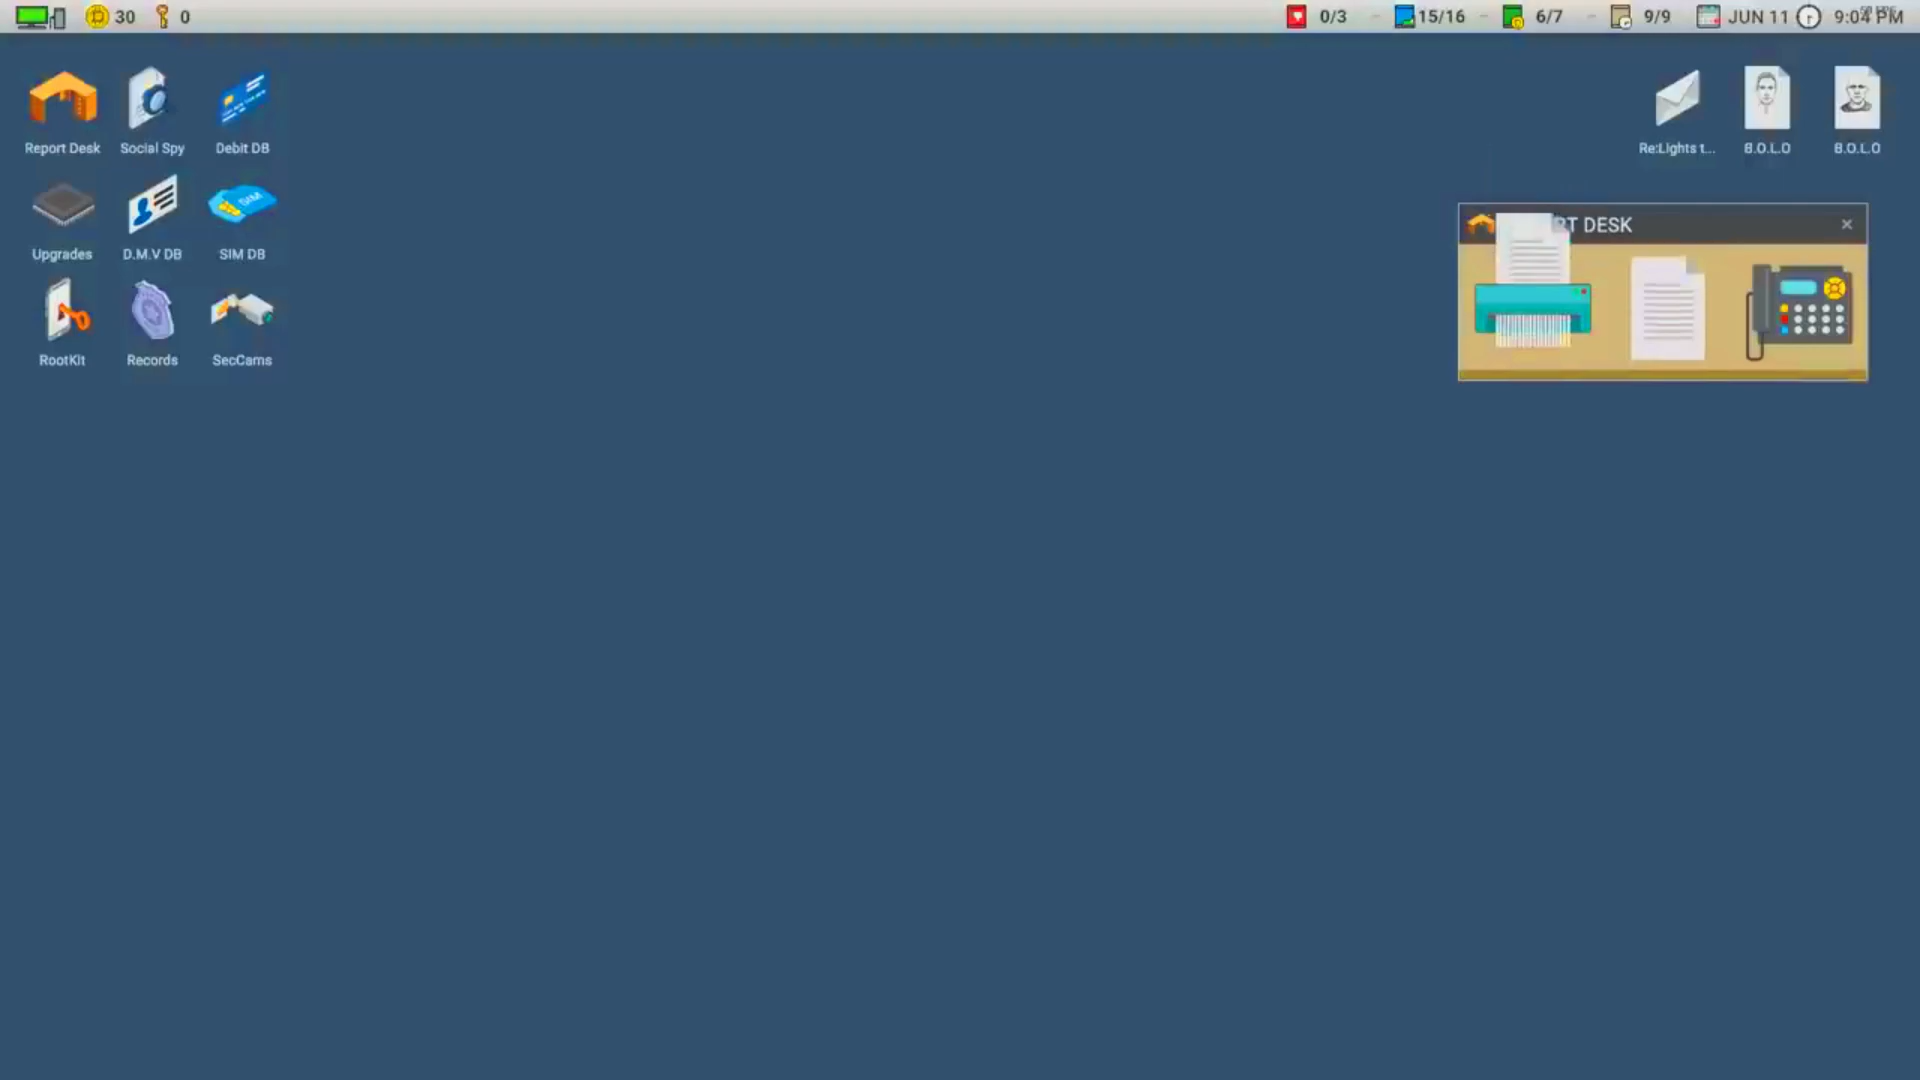 30 0 0/3 15/16 6/7 9/9 JUN 11 9:04 PM
Report Desk Social Spy Debit DB Re:Lights t... B.O.L.O B.O.L.O
RT DESK
Upgrades D.M.V DB SIM DB
SIM
RootKit Records SecCams